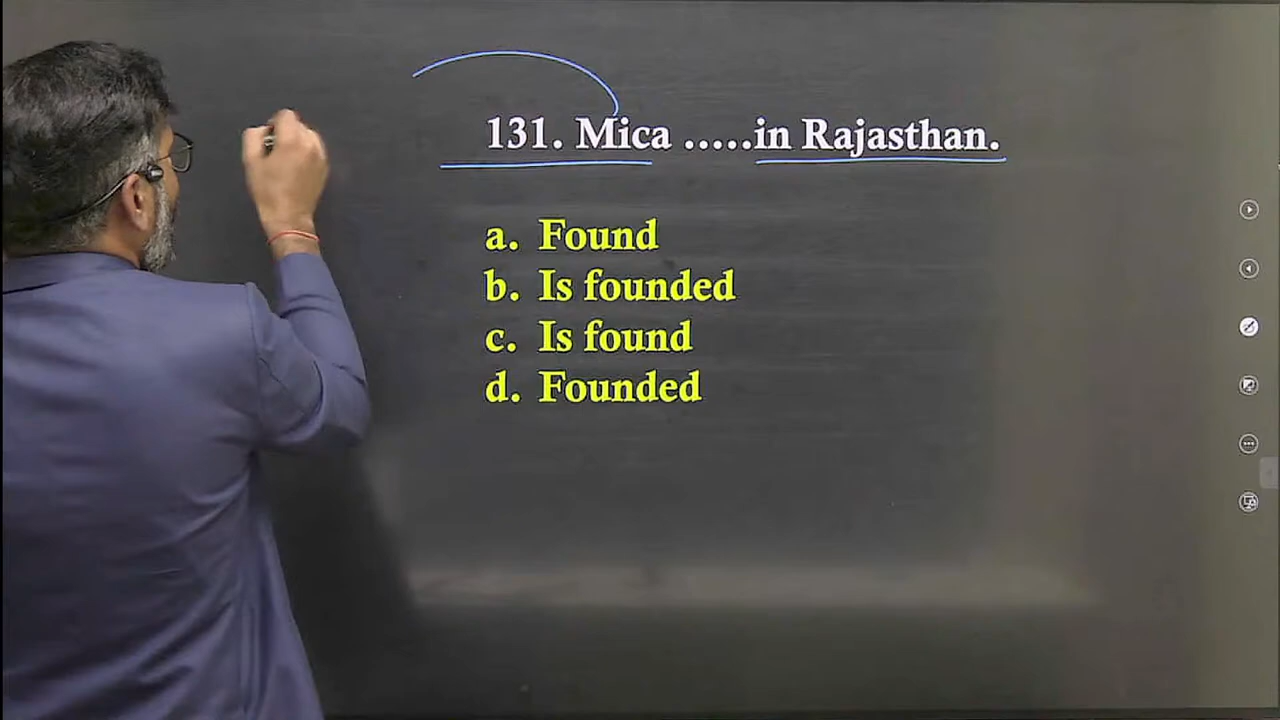 131. Mica .....in Rajasthan.
a. Found
b. Is founded
c. Is found
d. Founded